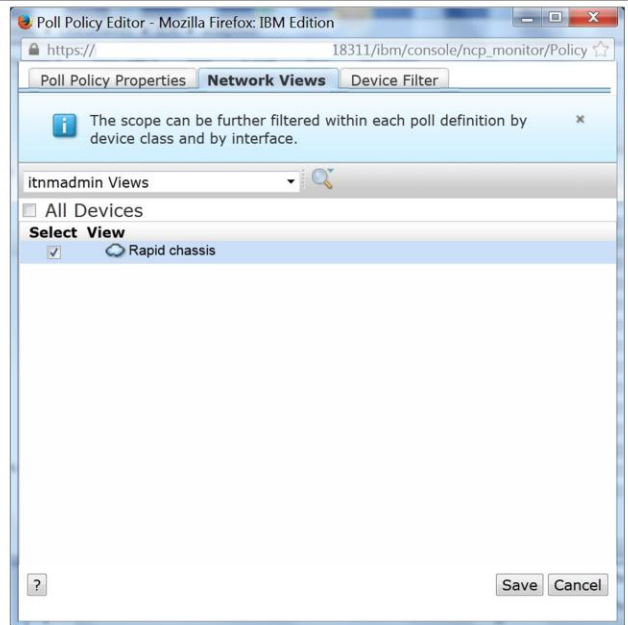 Poll Policy Editor - Mozilla Firefox: IBM Edition
https:// 18311/ibm/console/ncp_monitor/Policy
Poll Policy Properties Network Views Device Filter
The scope can be further filtered within each poll definition by
device class and by interface.
itnmadmin Views
All Devices
Select View
Rapid chassis
? Save Cancel